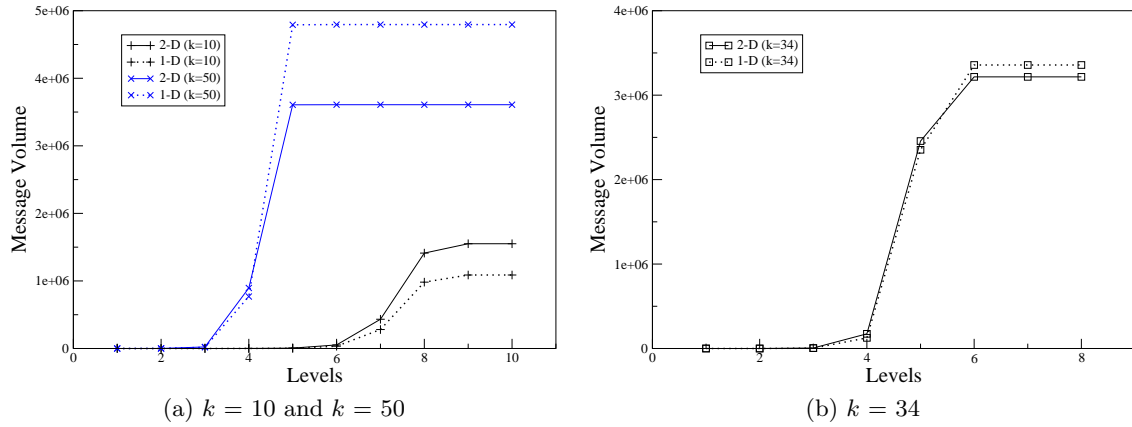 5e+06
4e+06
3e+06
2e+06
1e+06
0
Message Volume
2-D (k=10)
1-D (k=10)
2-D (k=50)
1-D (k=50)
0 2 4 6 8 10
Levels
(a) k = 10 and k = 50
4e+06
3e+06
2e+06
1e+06
0
Message Volume
2-D (k=34)
1-D (k=34)
0 2 4 6 8
Levels
(b) k = 34